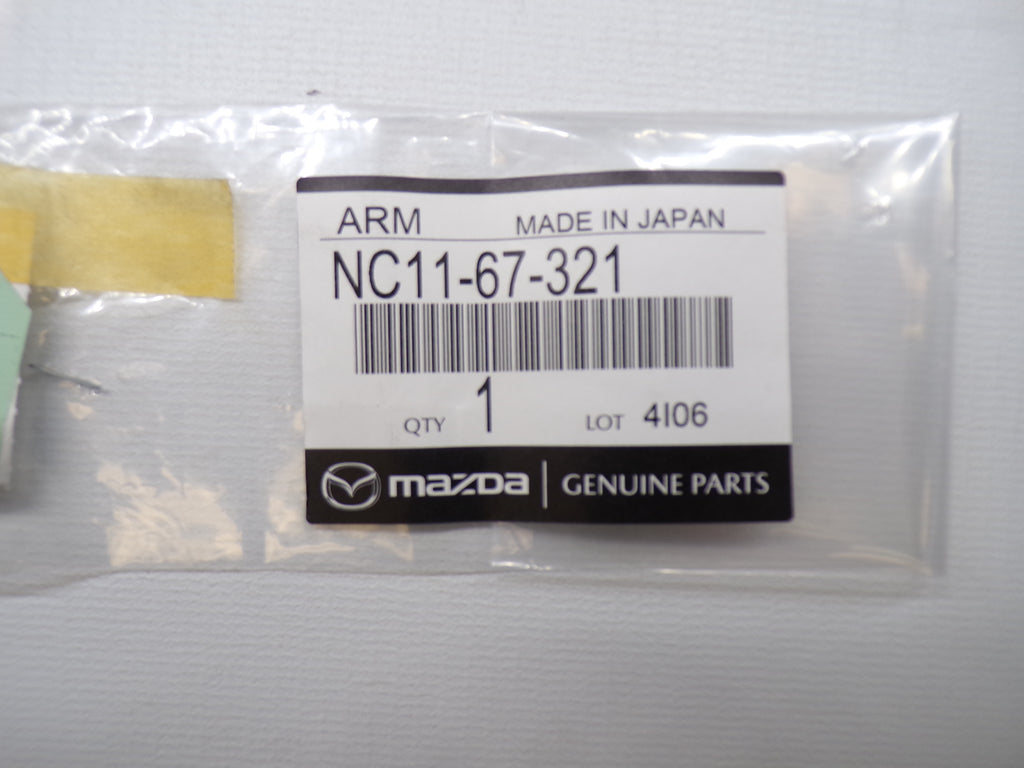 ARM MADE IN JAPAN
NC11-67-321
QTY 1 LOT 4I06
mazda GENUINE PARTS